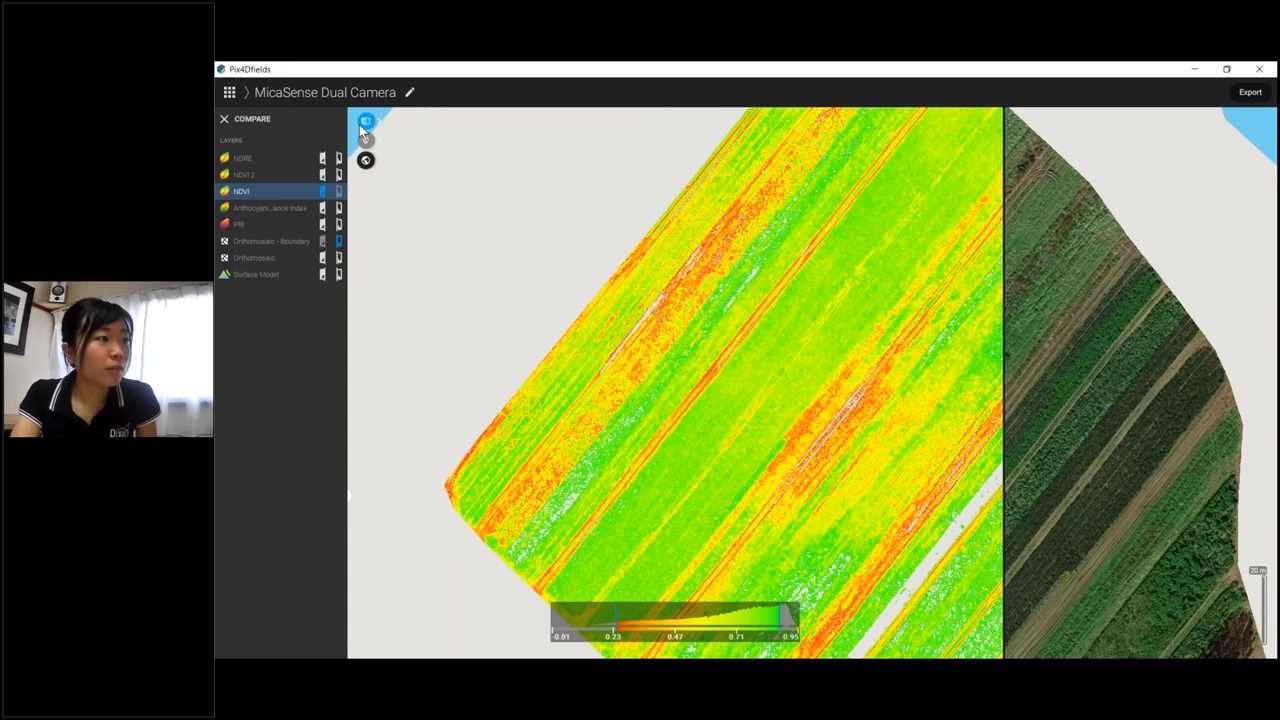 Pix4Dfields
MicaSense Dual Camera
Export
COMPARE
LAYERS
NDRE
NDVI 2
NDVI
Anthocyani...ance Index
PRI
Orthomosaic - Boundary
Orthomosaic
Surface Model
20 m
-0.01 0.23 0.47 0.71 0.95